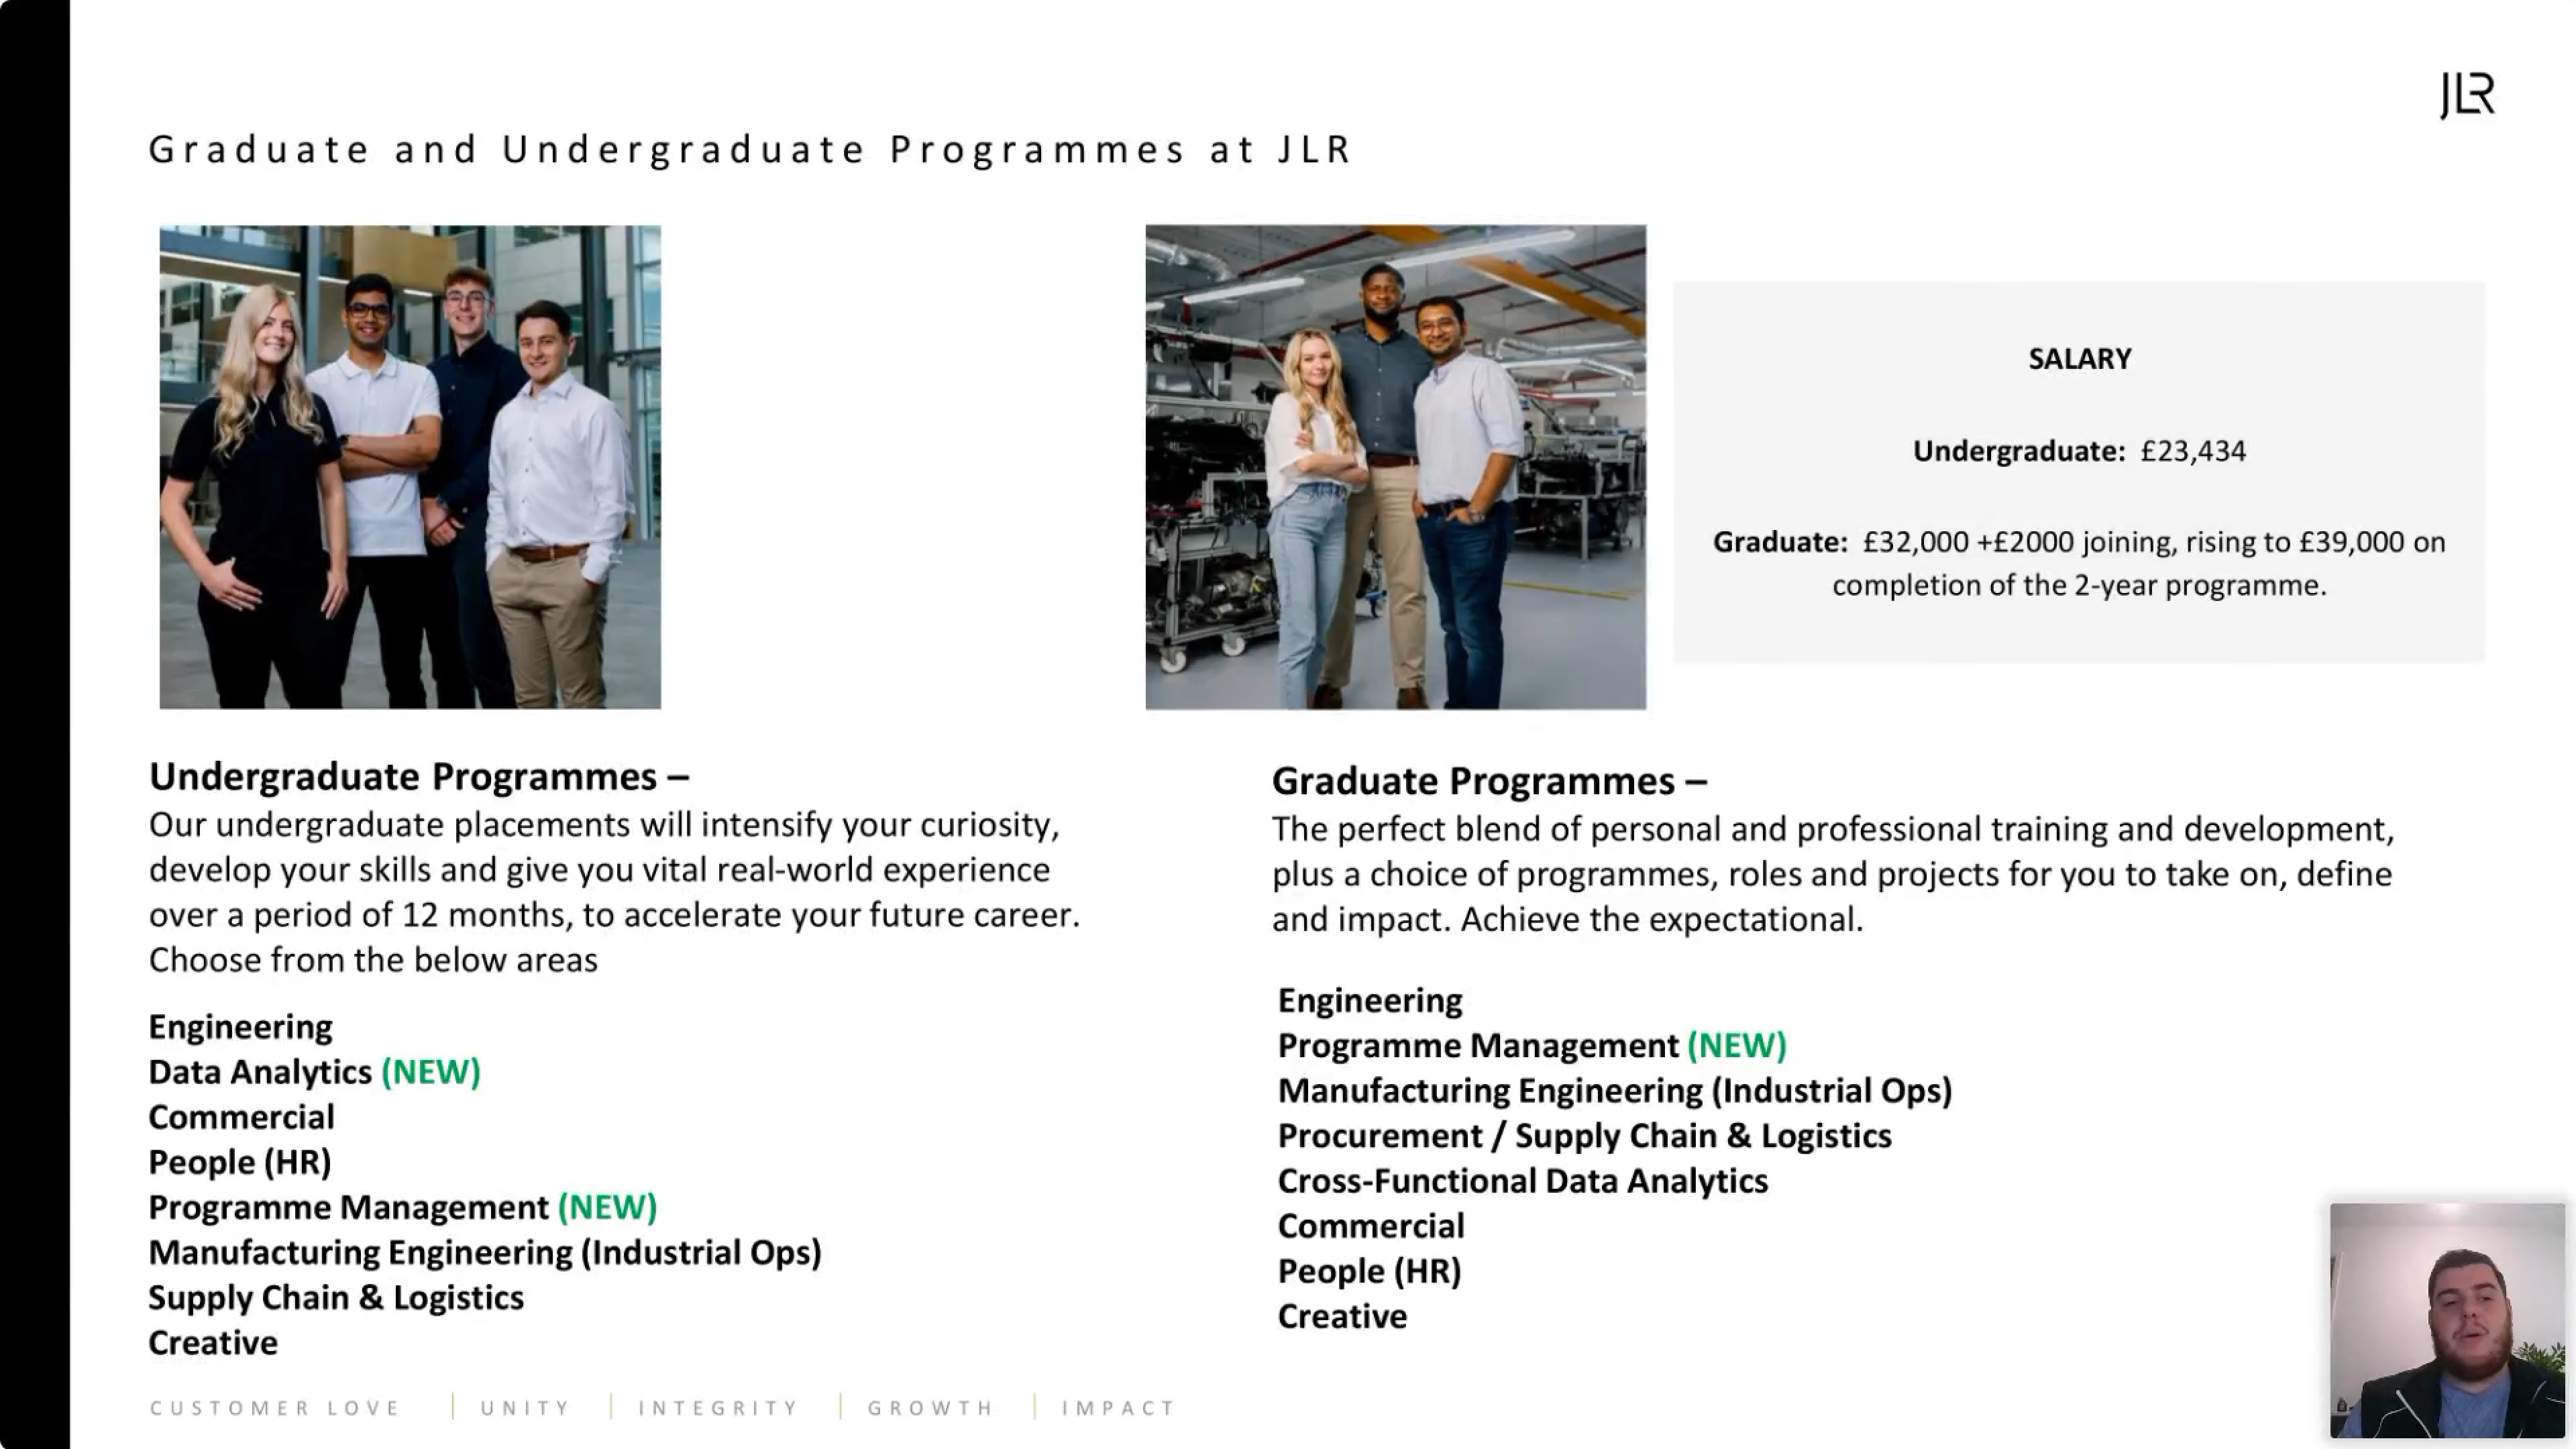 JLR
Graduate and Undergraduate Programmes at JLR
SALARY
Undergraduate: £23,434
Graduate: £32,000 +£2000 joining, rising to £39,000 on
completion of the 2-year programme.
Undergraduate Programmes –
Our undergraduate placements will intensify your curiosity,
develop your skills and give you vital real-world experience
over a period of 12 months, to accelerate your future career.
Choose from the below areas
Engineering
Data Analytics (NEW)
Commercial
People (HR)
Programme Management (NEW)
Manufacturing Engineering (Industrial Ops)
Supply Chain & Logistics
Creative
Graduate Programmes –
The perfect blend of personal and professional training and development,
plus a choice of programmes, roles and projects for you to take on, define
and impact. Achieve the expectational.
Engineering
Programme Management (NEW)
Manufacturing Engineering (Industrial Ops)
Procurement / Supply Chain & Logistics
Cross-Functional Data Analytics
Commercial
People (HR)
Creative
CUSTOMER LOVE | UNITY | INTEGRITY | GROWTH | IMPACT